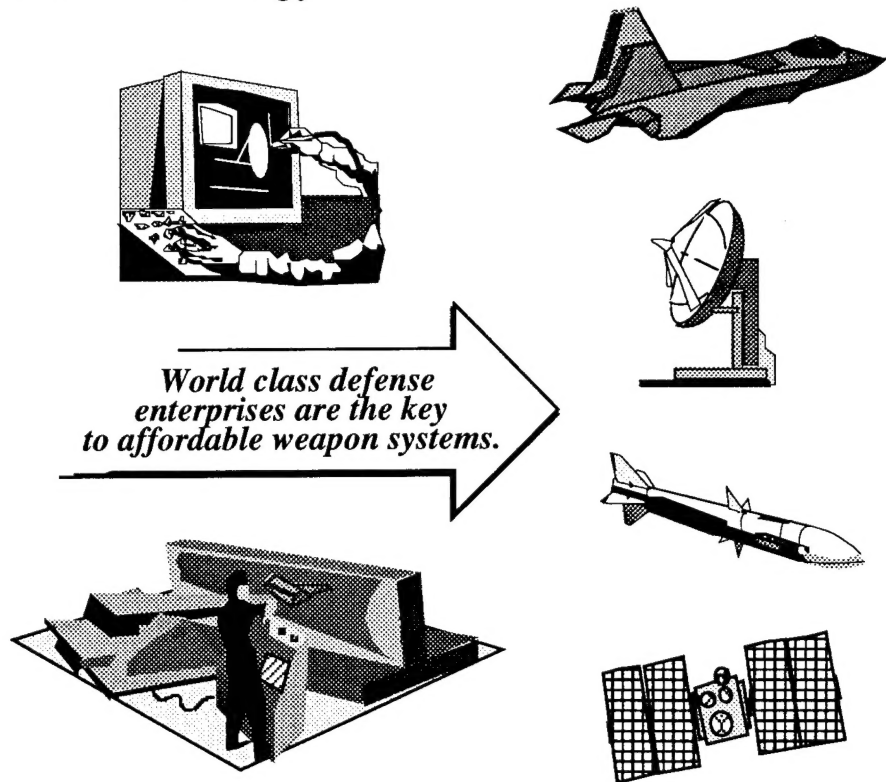 World class defense
enterprises are the key
to affordable weapon systems.